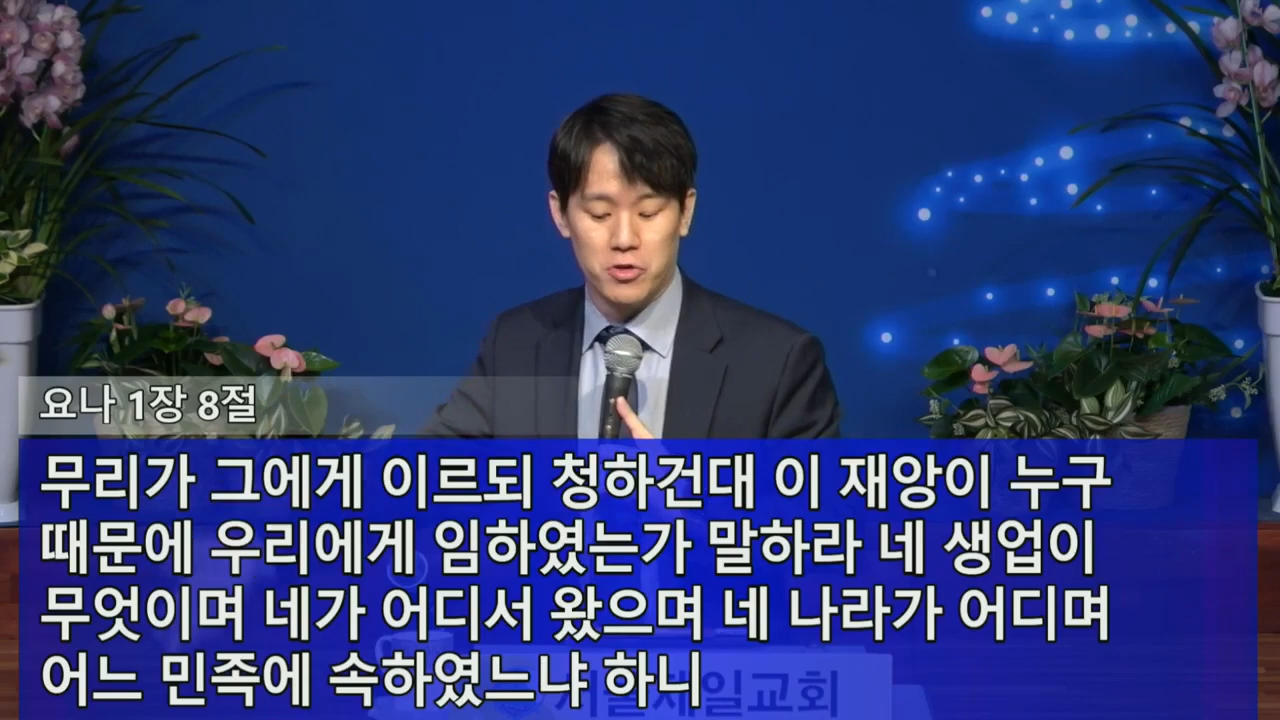 요나 1장 8절
무리가 그에게 이르되 청하건대 이 재앙이 누구
때문에 우리에게 임하였는가 말하라 네 생업이
무엇이며 네가 어디서 왔으며 네 나라가 어디며
어느 민족에 속하였느냐 하니